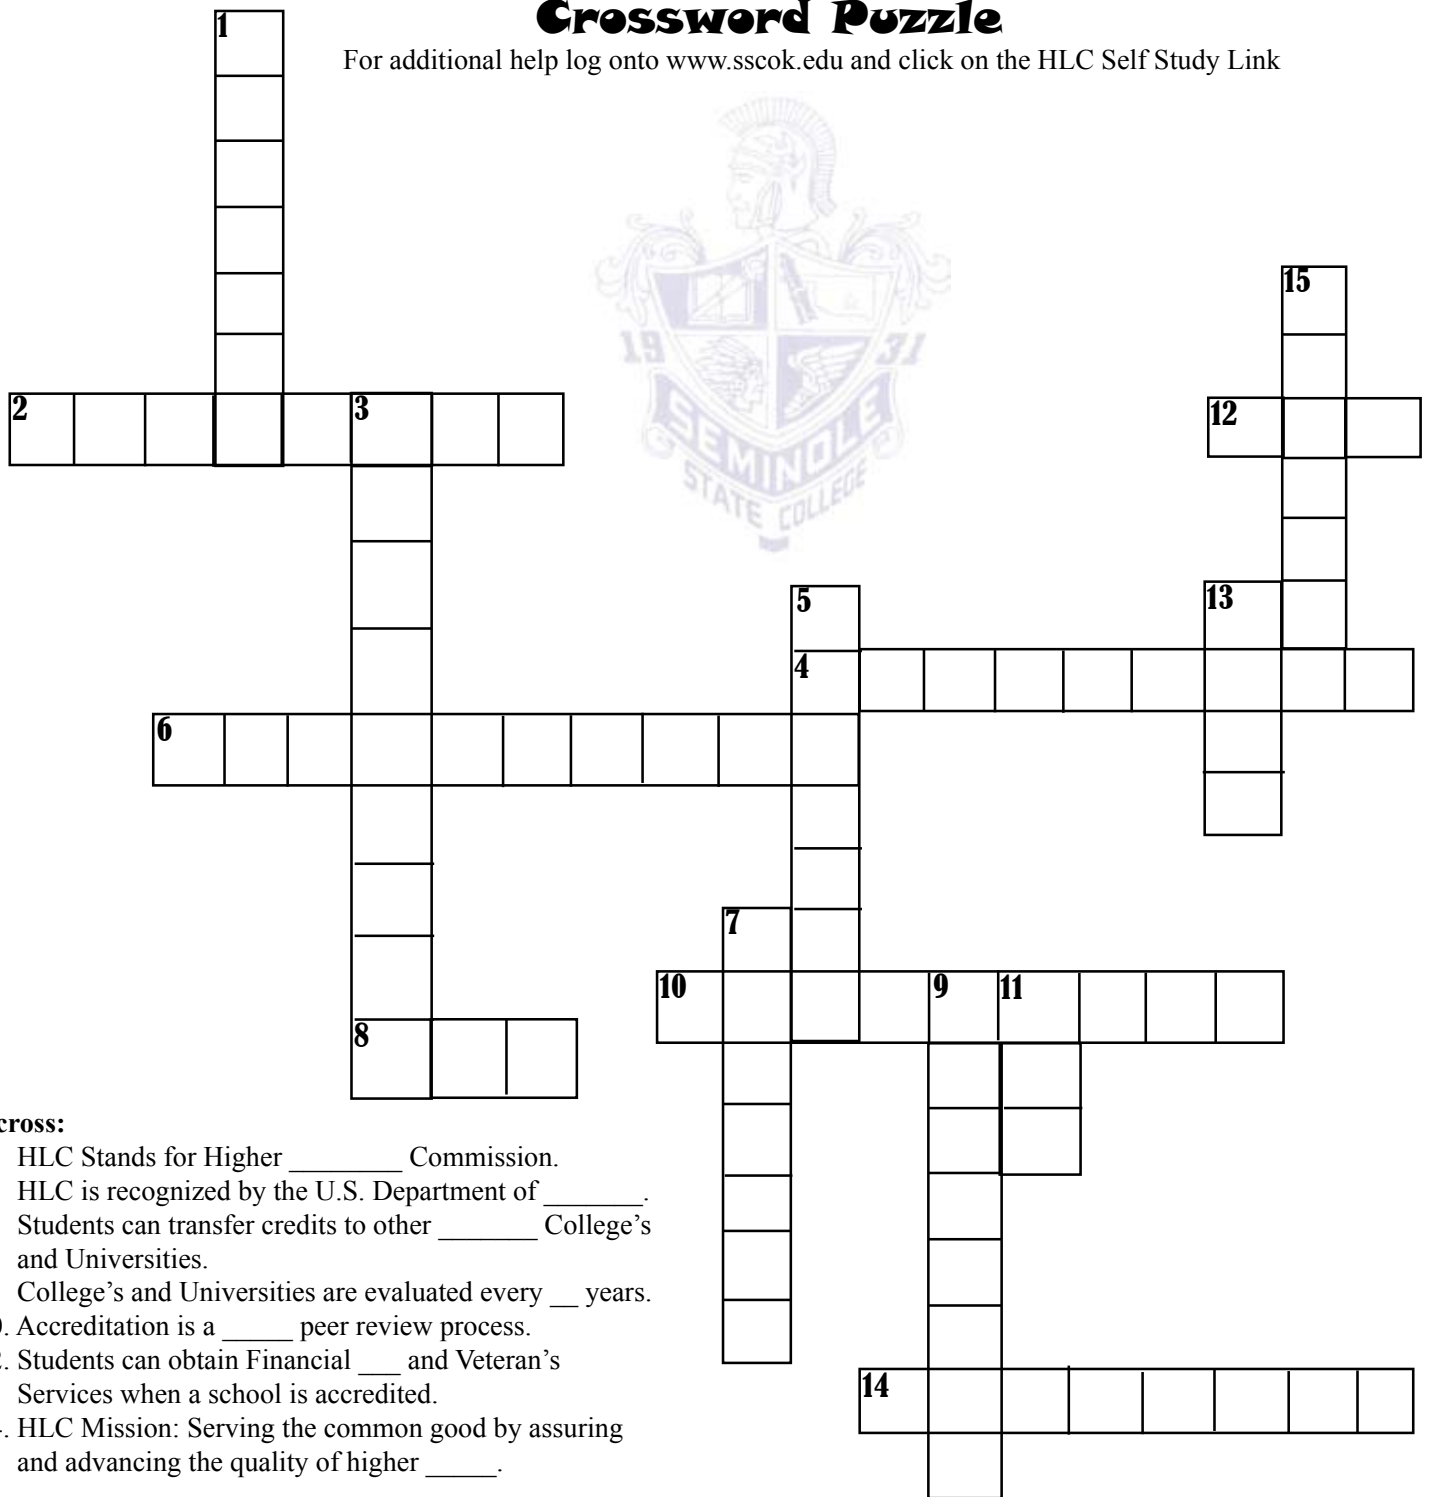 Crossword Puzzle
For additional help log onto www.sscok.edu and click on the HLC Self Study Link
1
15
19 31
2
3
12
SEMINOLE
STATE COLLEGE
5
13
4
6
7
10
9
11
8
cross:
HLC Stands for Higher ________ Commission.
HLC is recognized by the U.S. Department of _______.
Students can transfer credits to other _______ College’s
and Universities.
College’s and Universities are evaluated every __ years.
. Accreditation is a _____ peer review process.
. Students can obtain Financial ___ and Veteran’s
Services when a school is accredited.
14
. HLC Mission: Serving the common good by assuring
and advancing the quality of higher _____.